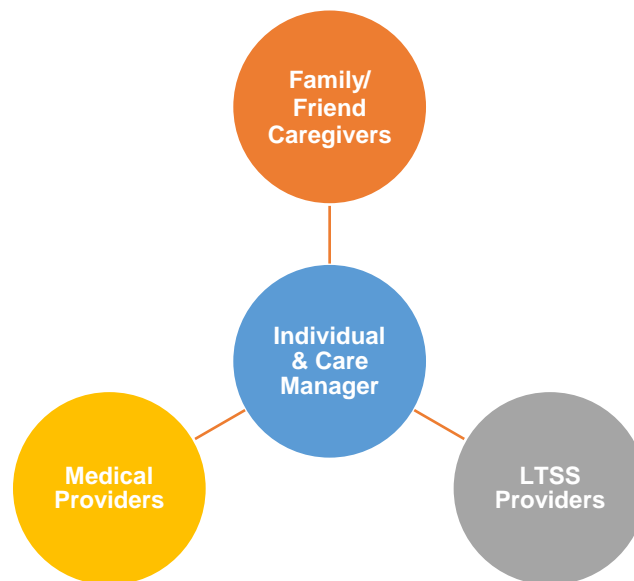 Family/
Friend
Caregivers
Individual
& Care
Manager
Medical
Providers
LTSS
Providers